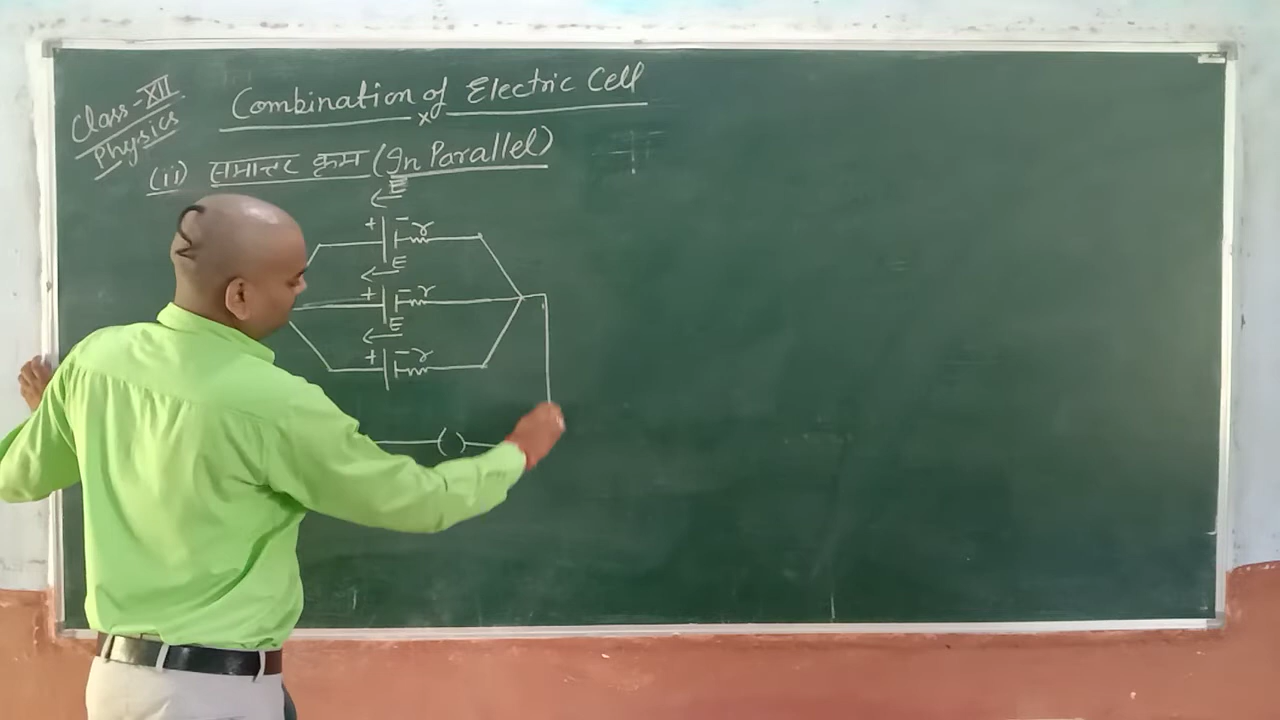 Class-XII
Physics
Combination of Electric Cell
x
(ii) समान्तर क्रम (In Parallel)
E
+ - r
E
+ - r
E
+ - r
( )